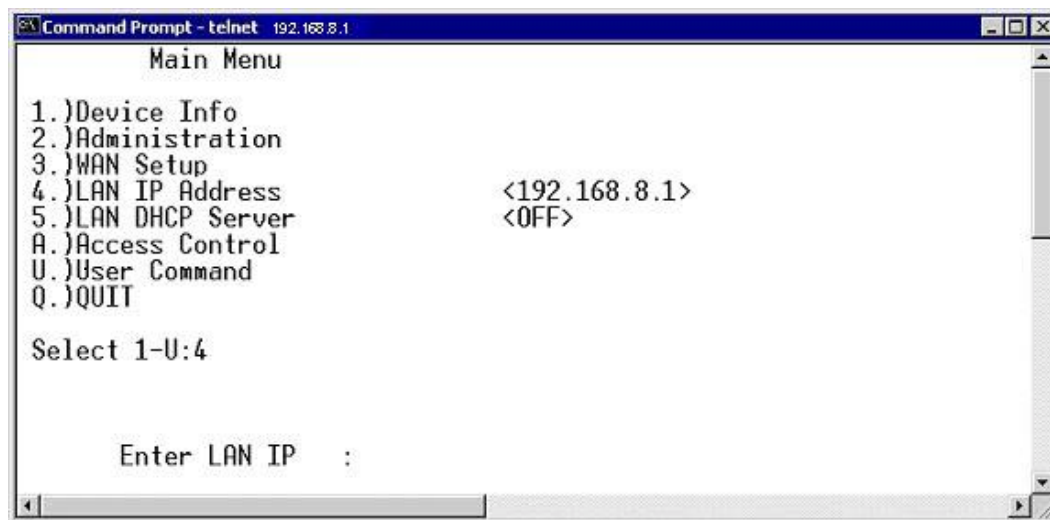 Command Prompt - telnet 192.168.8.1
Main Menu
1.)Device Info
2.)Administration
3.)WAN Setup
4.)LAN IP Address <192.168.8.1>
5.)LAN DHCP Server <OFF>
A.)Access Control
U.)User Command
Q.)QUIT
Select 1-U:4
Enter LAN IP :